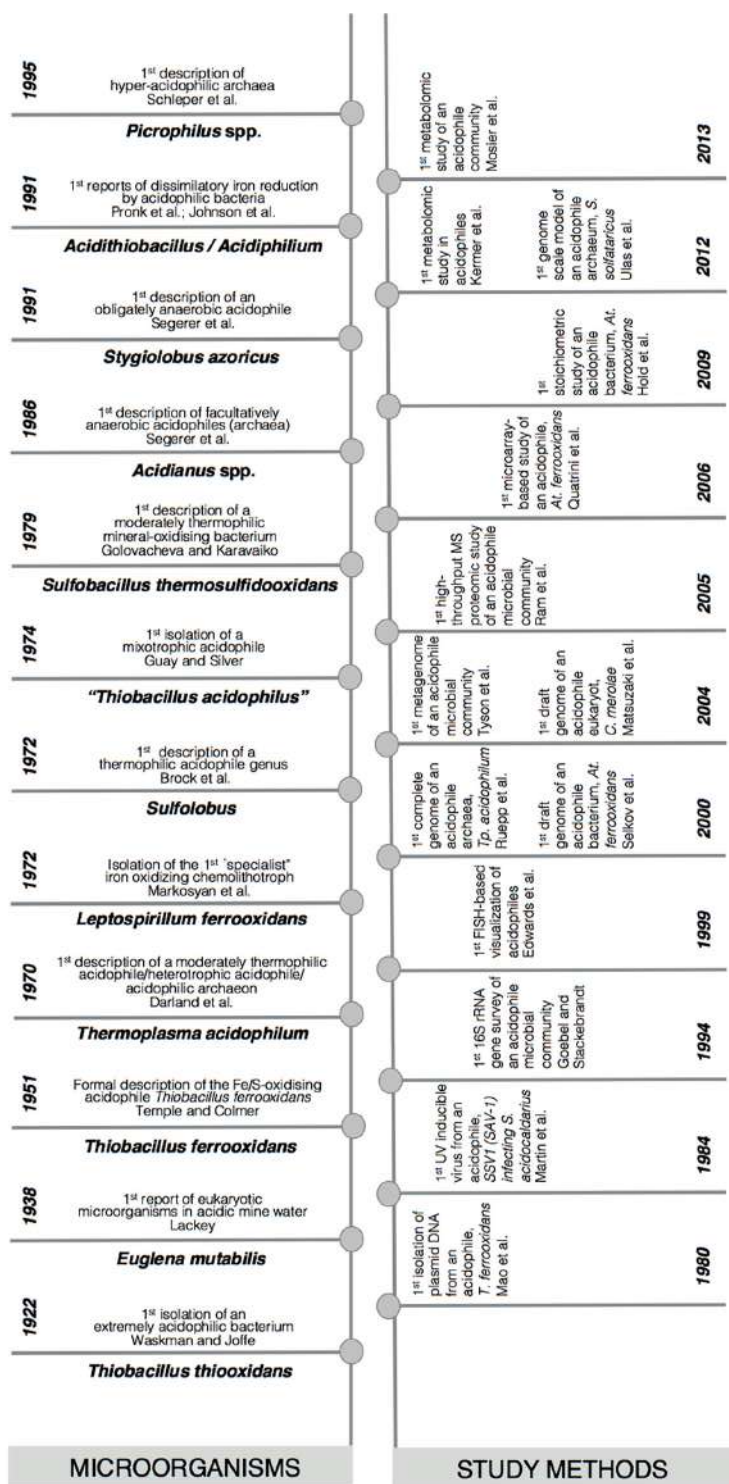 1995
1st description of
hyper-acidophilic archaea
Schleper et al.
Picrophilus spp.
1991
1st reports of dissimilatory iron reduction
by acidophilic bacteria
Pronk et al.; Johnson et al.
Acidithiobacillus / Acidiphilium
1991
1st description of an
obligately anaerobic acidophile
Segerer et al.
Stygiolobus azoricus
1986
1st description of facultatively
anaerobic acidophiles (archaea)
Segerer et al.
Acidianus spp.
1979
1st description of a
moderately thermophilic
mineral-oxidising bacterium
Golovacheva and Karavaiko
Sulfobacillus thermosulfidooxidans
1974
1st isolation of a
mixotrophic acidophile
Guay and Silver
“Thiobacillus acidophilus”
1972
1st description of a
thermophilic acidophile genus
Brock et al.
Sulfolobus
1972
Isolation of the 1st “specialist”
iron oxidizing chemolithotroph
Markosyan et al.
Leptospirillum ferrooxidans
1970
1st description of a moderately thermophilic
acidophile/heterotrophic acidophile/
acidophilic archaeon
Darland et al.
Thermoplasma acidophilum
1951
Formal description of the Fe/S-oxidising
acidophile Thiobacillus ferrooxidans
Temple and Colmer
Thiobacillus ferrooxidans
1938
1st report of eukaryotic
microorganisms in acidic mine water
Lackey
Euglena mutabilis
1922
1st isolation of an
extremely acidophilic bacterium
Waskman and Joffe
Thiobacillus thiooxidans
MICROORGANISMS
1st metabolomic
study of an
acidophile
community
Mosier et al.
2013
1st metabolomic
study in
acidophiles
Kermer et al.
1st genome
scale model of
an acidophile
archaeum, S.
solfataricus
Ulas et al.
2012
1st
stoichiometric
study of an
acidophile
bacterium, At.
ferrooxidans
Hold et al.
2009
1st microarray-
based study of
an acidophile,
At. ferrooxidans
Quatrini et al.
2006
1st high-
throughput MS
proteomic study
of an acidophile
microbial
community
Ram et al.
2005
1st metagenome
of an acidophile
microbial
community
Tyson et al.
1st draft
genome of an
acidophile
eukaryot,
C. merolae
Matsuzaki et al.
2004
1st complete
genome of an
acidophile
archaea,
Tp. acidophilum
Ruepp et al.
1st draft
genome of an
acidophile
bacterium, At.
ferrooxidans
Selkov et al.
2000
1st FISH-based
visualization of
acidophiles
Edwards et al.
1999
1st 16S rRNA
gene survey of
an acidophile
microbial
community
Goebel and
Stackebrandt
1994
1st UV inducible
virus from an
acidophile,
SSV1 (SAV-1)
infecting S.
acidocaldarius
Martin et al.
1984
1st isolation of
plasmid DNA
from an
acidophile,
T. ferrooxidans
Mao et al.
1980
STUDY METHODS